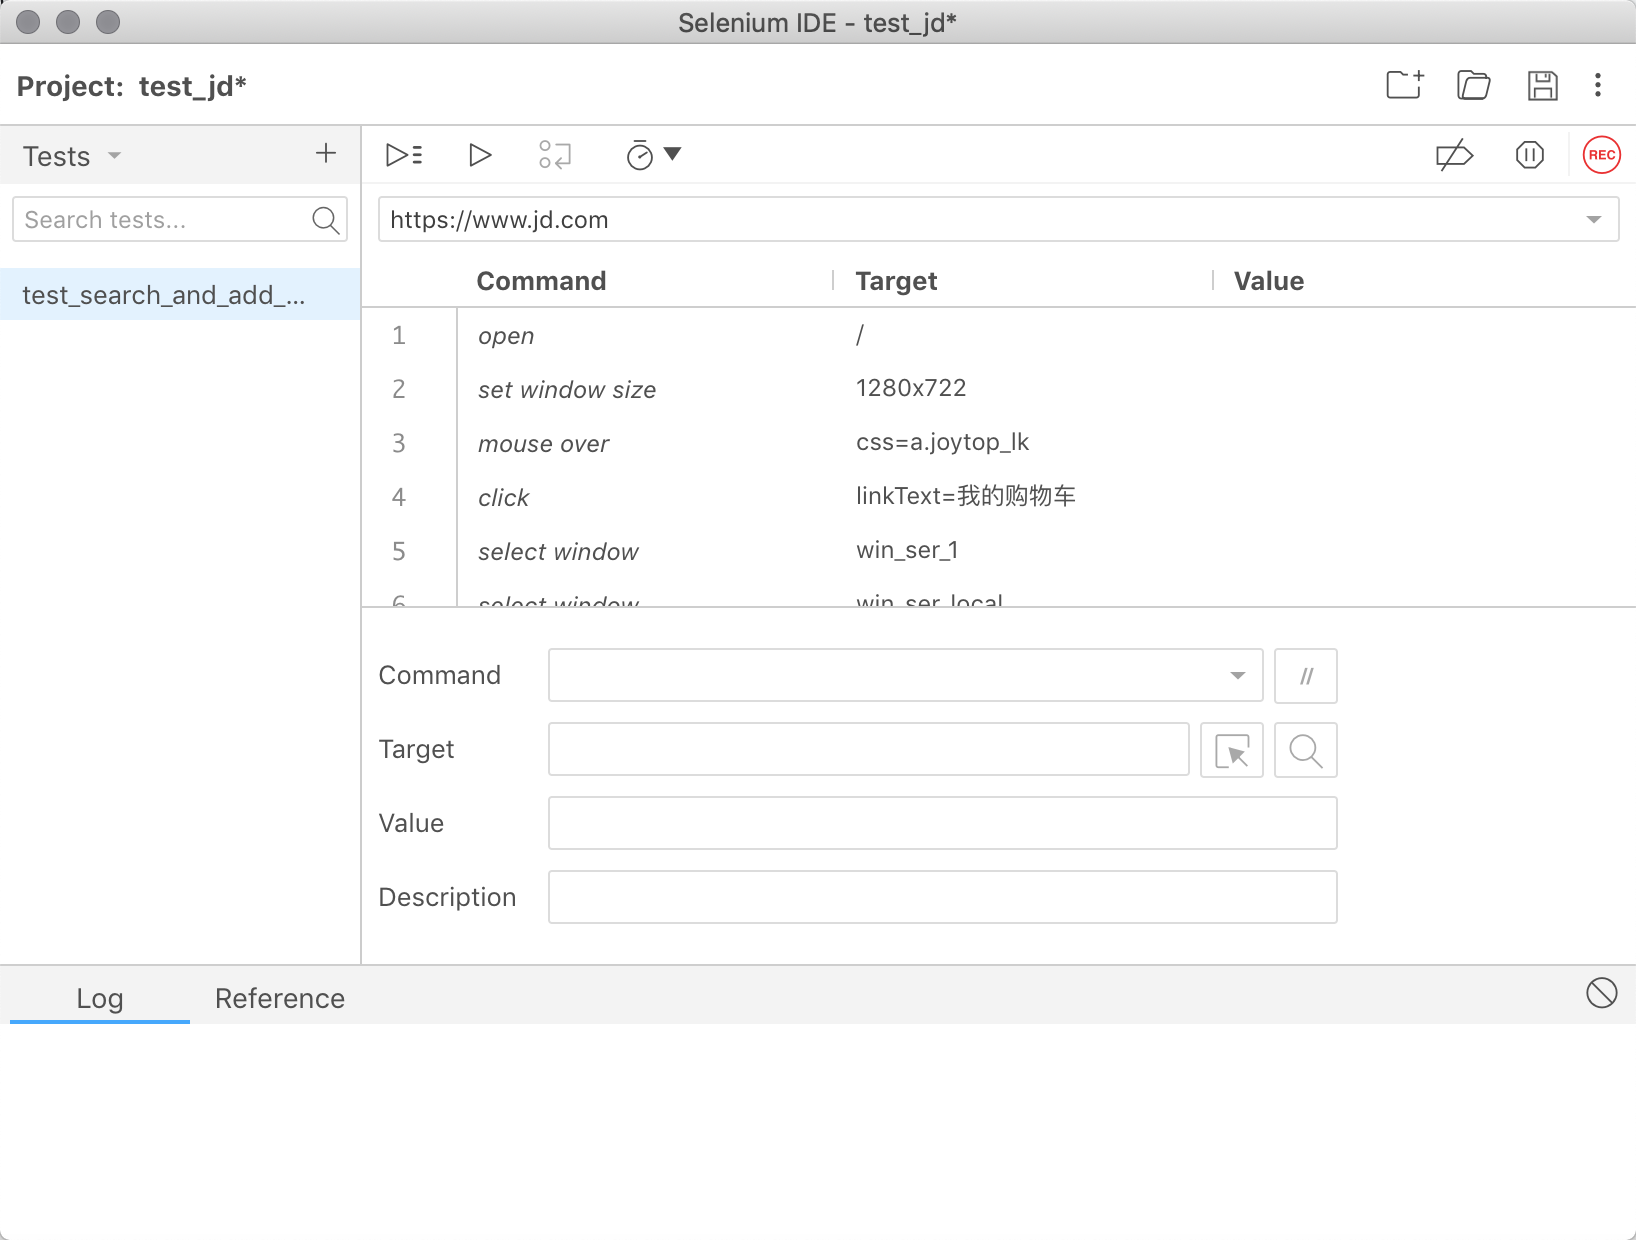 Selenium IDE - test_jd*
Project: test_jd*
Tests
REC
Search tests...
https://www.jd.com
test_search_and_add_...
Command Target Value
1 open /
2 set window size 1280x722
3 mouse over css=a.joytop_lk
4 click linkText=我的购物车
5 select window win_ser_1
6 select window win_ser_local
Command //
Target
Value
Description
Log Reference